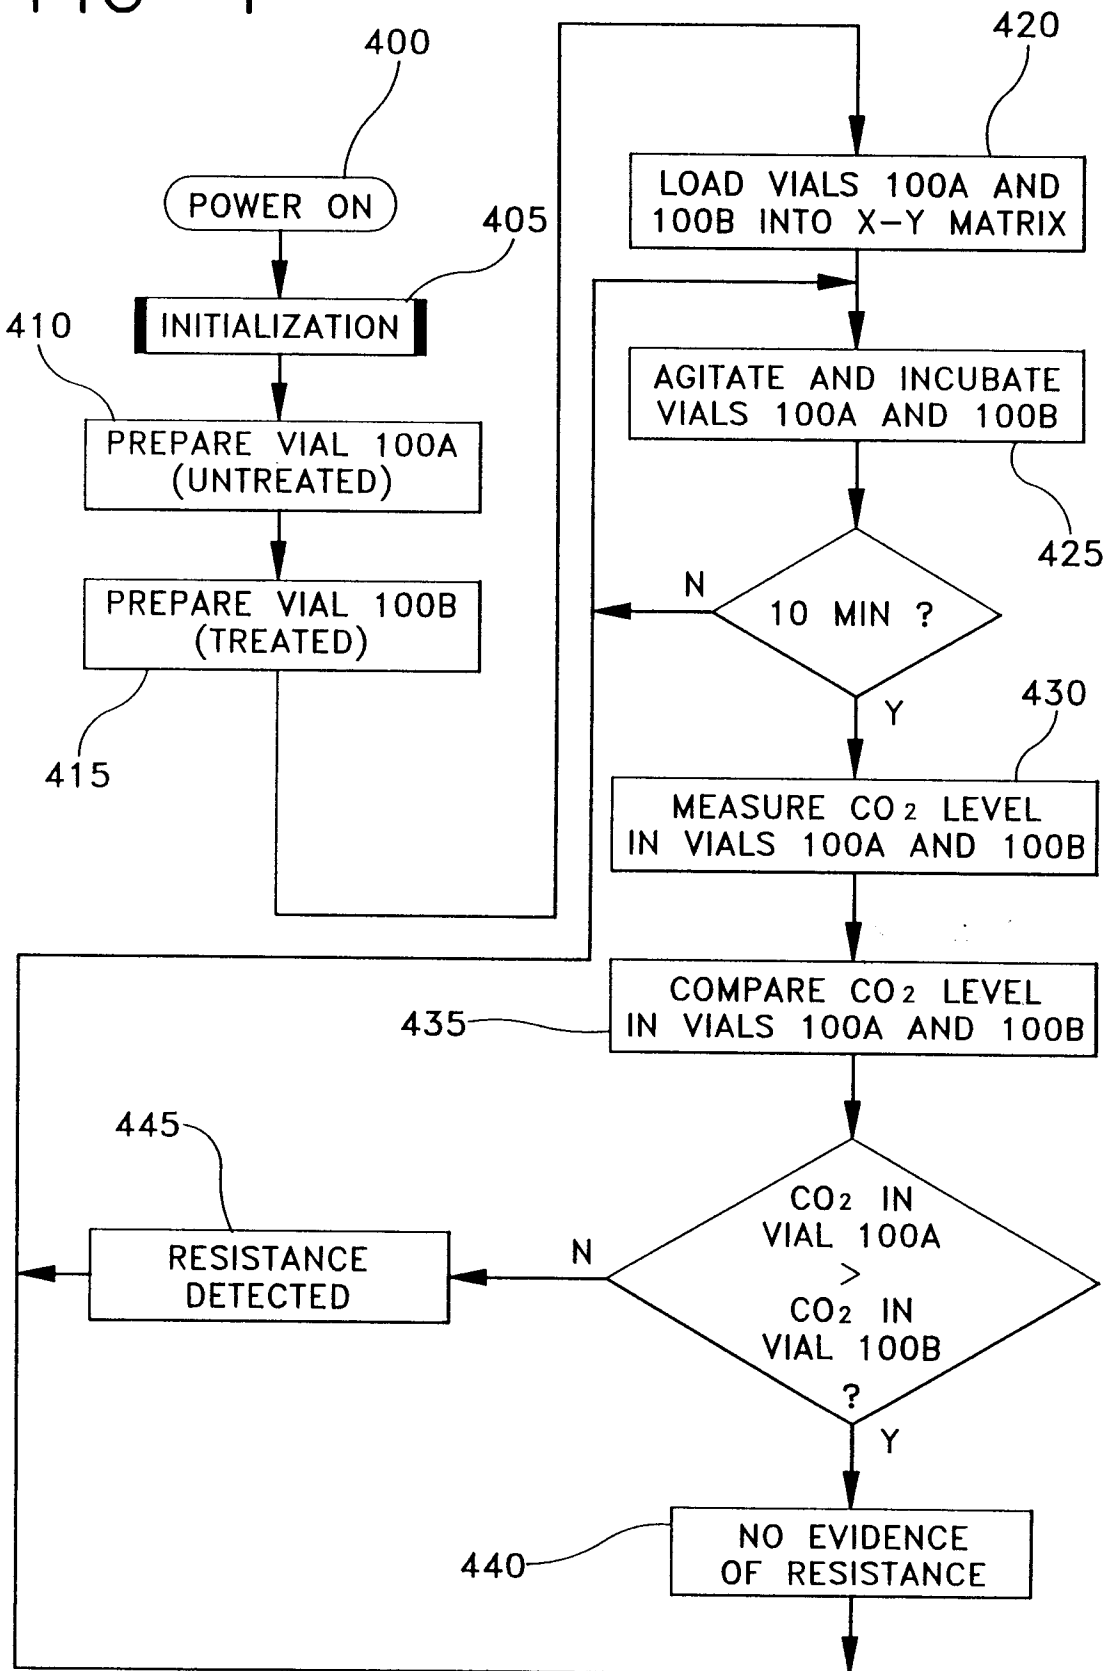 400
POWER ON
405
INITIALIZATION
410
PREPARE VIAL 100A
(UNTREATED)
PREPARE VIAL 100B
(TREATED)
415
420
LOAD VIALS 100A AND
100B INTO X-Y MATRIX
AGITATE AND INCUBATE
VIALS 100A AND 100B
425
10 MIN ?
N
Y
430
MEASURE CO2 LEVEL
IN VIALS 100A AND 100B
COMPARE CO2 LEVEL
IN VIALS 100A AND 100B
435
CO2 IN
VIAL 100A
>
CO2 IN
VIAL 100B
?
N
Y
445
RESISTANCE
DETECTED
440
NO EVIDENCE
OF RESISTANCE